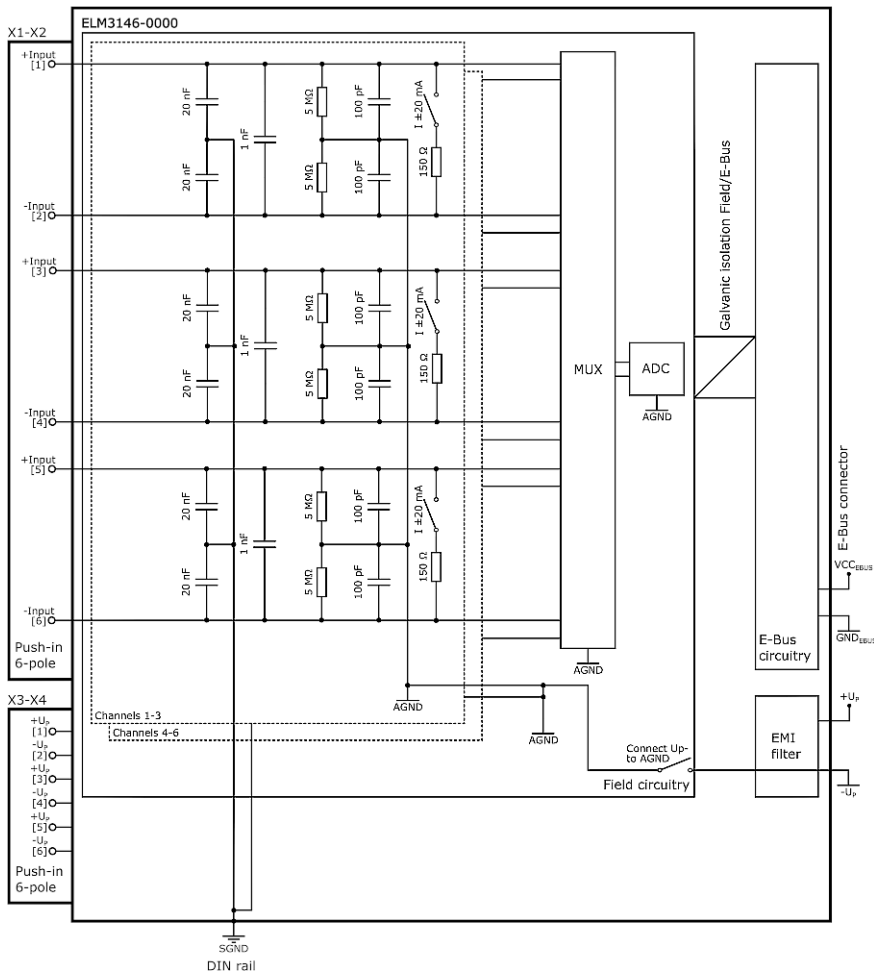 ELM3146-0000
X1-X2
+Input
[1]
20 nF
20 nF
1 nF
5 MΩ
5 MΩ
100 pF
100 pF
I ±20 mA
150 Ω
-Input
[2]
+Input
[3]
20 nF
20 nF
1 nF
5 MΩ
5 MΩ
100 pF
100 pF
I ±20 mA
150 Ω
-Input
[4]
+Input
[5]
20 nF
20 nF
1 nF
5 MΩ
5 MΩ
100 pF
100 pF
I ±20 mA
150 Ω
-Input
[6]
Push-in
6-pole
MUX
AGND
ADC
AGND
Galvanic isolation Field/E-Bus
E-Bus connector
VCC EBUS
GND EBUS
E-Bus
circuitry
X3-X4
+UP
[1]
-UP
[2]
+UP
[3]
-UP
[4]
+UP
[5]
-UP
[6]
Push-in
6-pole
Channels 1-3
Channels 4-6
AGND
AGND
Connect Up-
to AGND
Field circuitry
EMI
filter
+UP
-UP
SGND
DIN rail